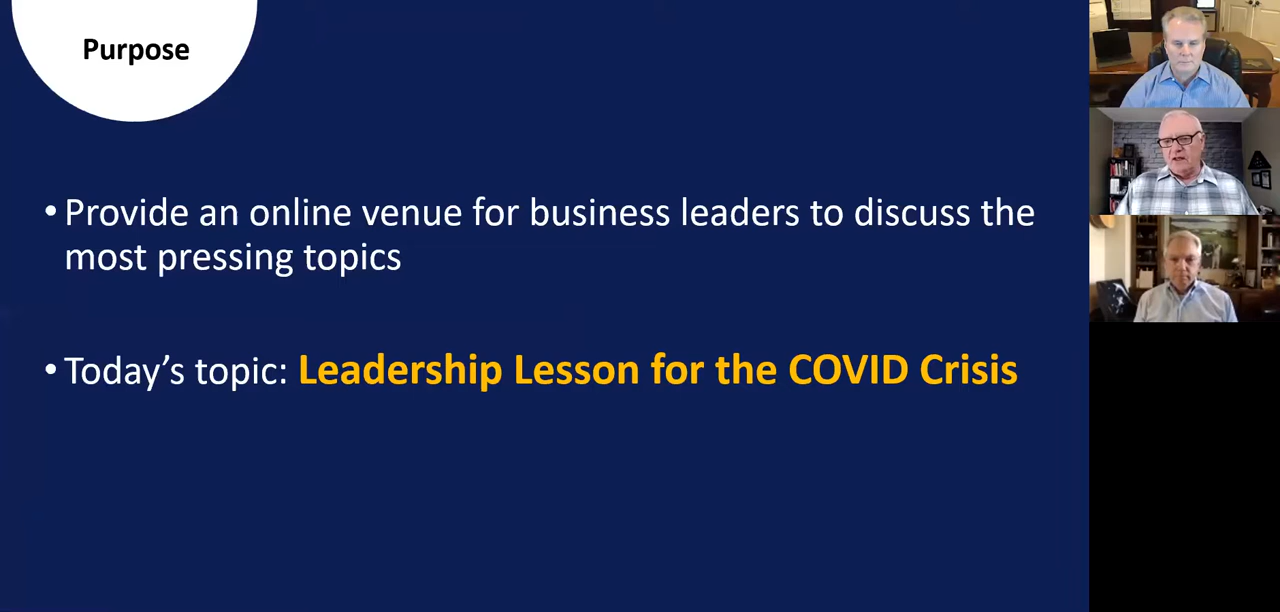 Purpose
• Provide an online venue for business leaders to discuss the
most pressing topics
• Today’s topic: Leadership Lesson for the COVID Crisis